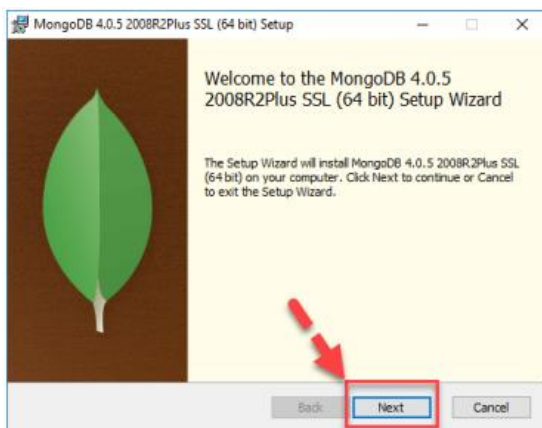 MongoDB 4.0.5 2008R2Plus SSL (64 bit) Setup
Welcome to the MongoDB 4.0.5
2008R2Plus SSL (64 bit) Setup Wizard
The Setup Wizard will install MongoDB 4.0.5 2008R2Plus SSL
(64 bit) on your computer. Click Next to continue or Cancel
to exit the Setup Wizard.
Back Next Cancel